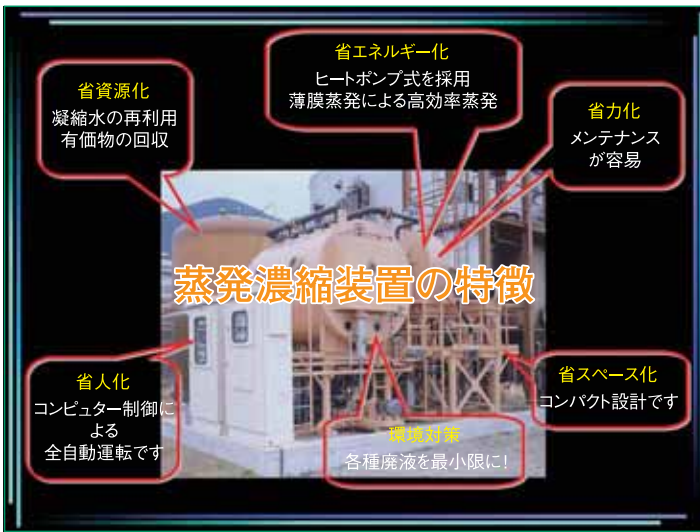 省エネルギー化
ヒートポンプ式を採用
薄膜蒸発による高効率蒸発
省資源化
凝縮水の再利用
有価物の回収
省力化
メンテナンス
が容易
蒸発濃縮装置の特徴
省人化
コンピュター制御に
よる
全自動運転です
省スペース化
コンパクト設計です
環境対策
各種廃液を最小限に!